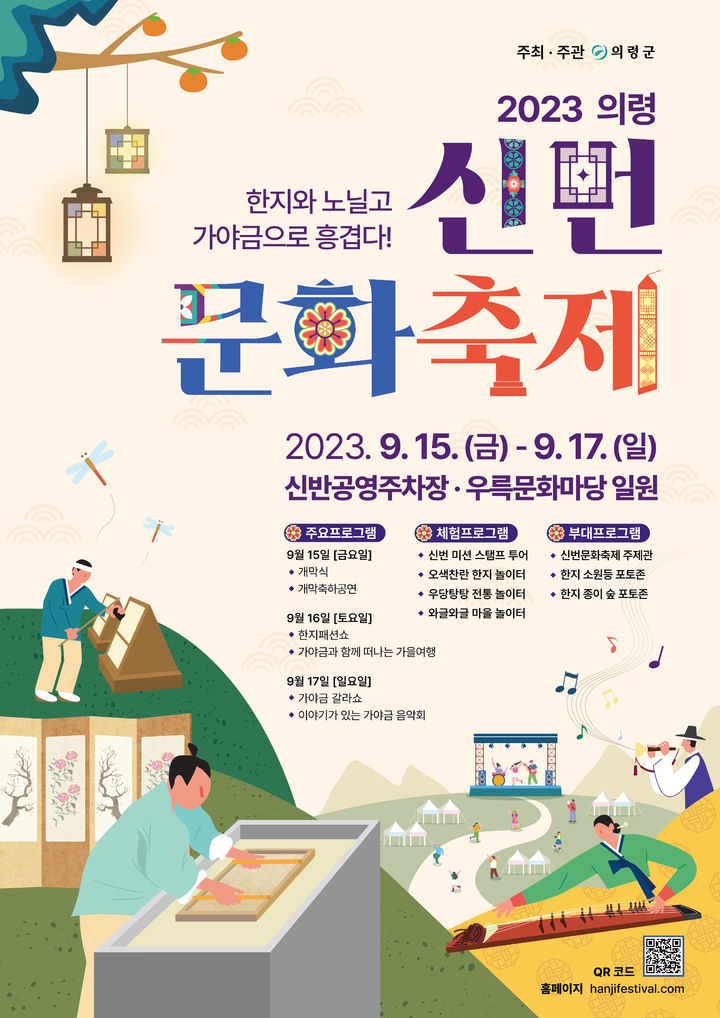 주최 · 주관 의령군
2023 의령
신번
한지와 노닐고
가야금으로 흥겹다!
문화축제
2023. 9. 15. (금) - 9. 17. (일)
신반공영주차장 · 우륵문화마당 일원
주요프로그램
9월 15일 [금요일]
◆ 개막식
◆ 개막축하공연
9월 16일 [토요일]
◆ 한지패션쇼
◆ 가야금과 함께 떠나는 가을여행
9월 17일 [일요일]
◆ 가야금 갈라쇼
◆ 이야기가 있는 가야금 음악회
체험프로그램
◆ 신번 미션 스탬프 투어
◆ 오색찬란 한지 놀이터
◆ 우당탕탕 전통 놀이터
◆ 와글와글 마을 놀이터
부대프로그램
◆ 신번문화축제 주제관
◆ 한지 소원등 포토존
◆ 한지 종이 숲 포토존
QR 코드
홈페이지 hanjifestival.com